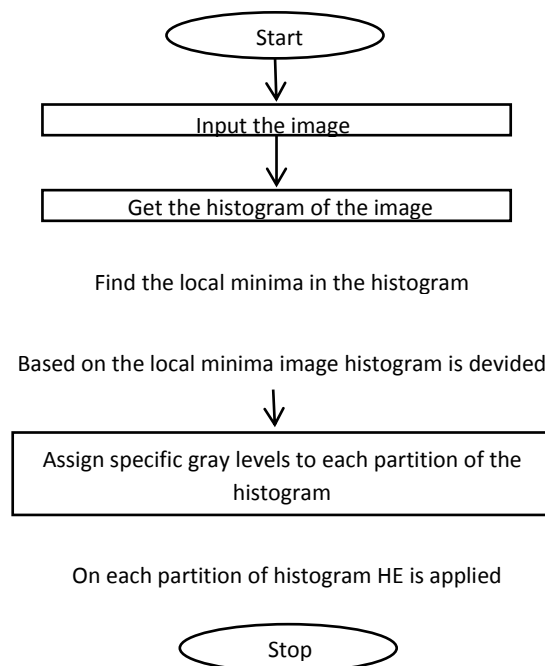 Start
Input the image
Get the histogram of the image
Find the local minima in the histogram
Based on the local minima image histogram is devided
Assign specific gray levels to each partition of the
histogram
On each partition of histogram HE is applied
Stop